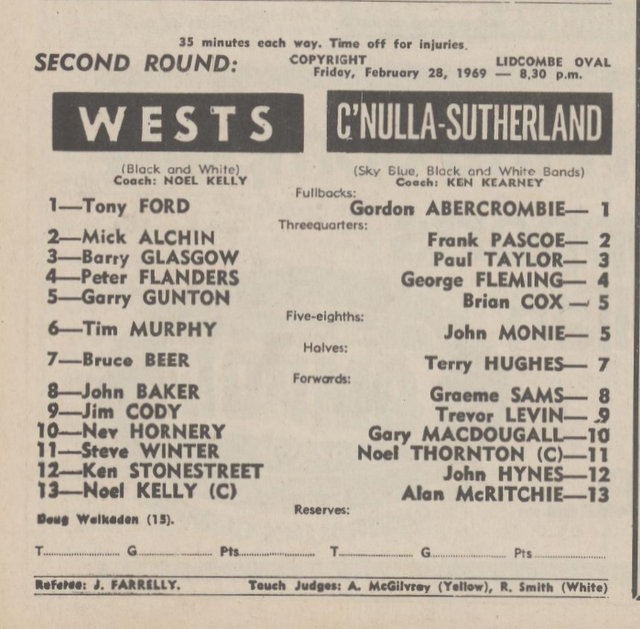 35 minutes each way. Time off for injuries.
SECOND ROUND:
COPYRIGHT
LIDCOMBE OVAL
Friday, February 28, 1969 — 8.30 p.m.
WESTS
C'NULLA-SUTHERLAND
(Black and White)
Coach: NOEL KELLY
(Sky Blue, Black and White Bands)
Coach: KEN KEARNEY
Fullbacks:
1—Tony FORD
Gordon ABERCROMBIE— 1
Threequarters:
2—Mick ALCHIN
Frank PASCOE— 2
3—Barry GLASGOW
Paul TAYLOR— 3
4—Peter FLANDERS
George FLEMING— 4
5—Garry GUNTON
Brian COX — 5
Five-eighths:
6—Tim MURPHY
John MONIE— 5
Halves:
7—Bruce BEER
Terry HUGHES— 7
Forwards:
8—John BAKER
Graeme SAMS— 8
9—Jim CODY
Trevor LEVIN— 9
10—Nev HORNERY
Gary MACDOUGALL—10
11—Steve WINTER
Noel THORNTON (C)—11
12—Ken STONESTREET
John HYNES—12
13—Noel KELLY (C)
Alan McRITCHIE—13
Reserves:
Doug Walkaden (15).
T.................. G.................. Pts.................. T.................. G.................. Pts..................
Referee: J. FARRELLY. Touch Judges: A. McGilvray (Yellow), R. Smith (White)